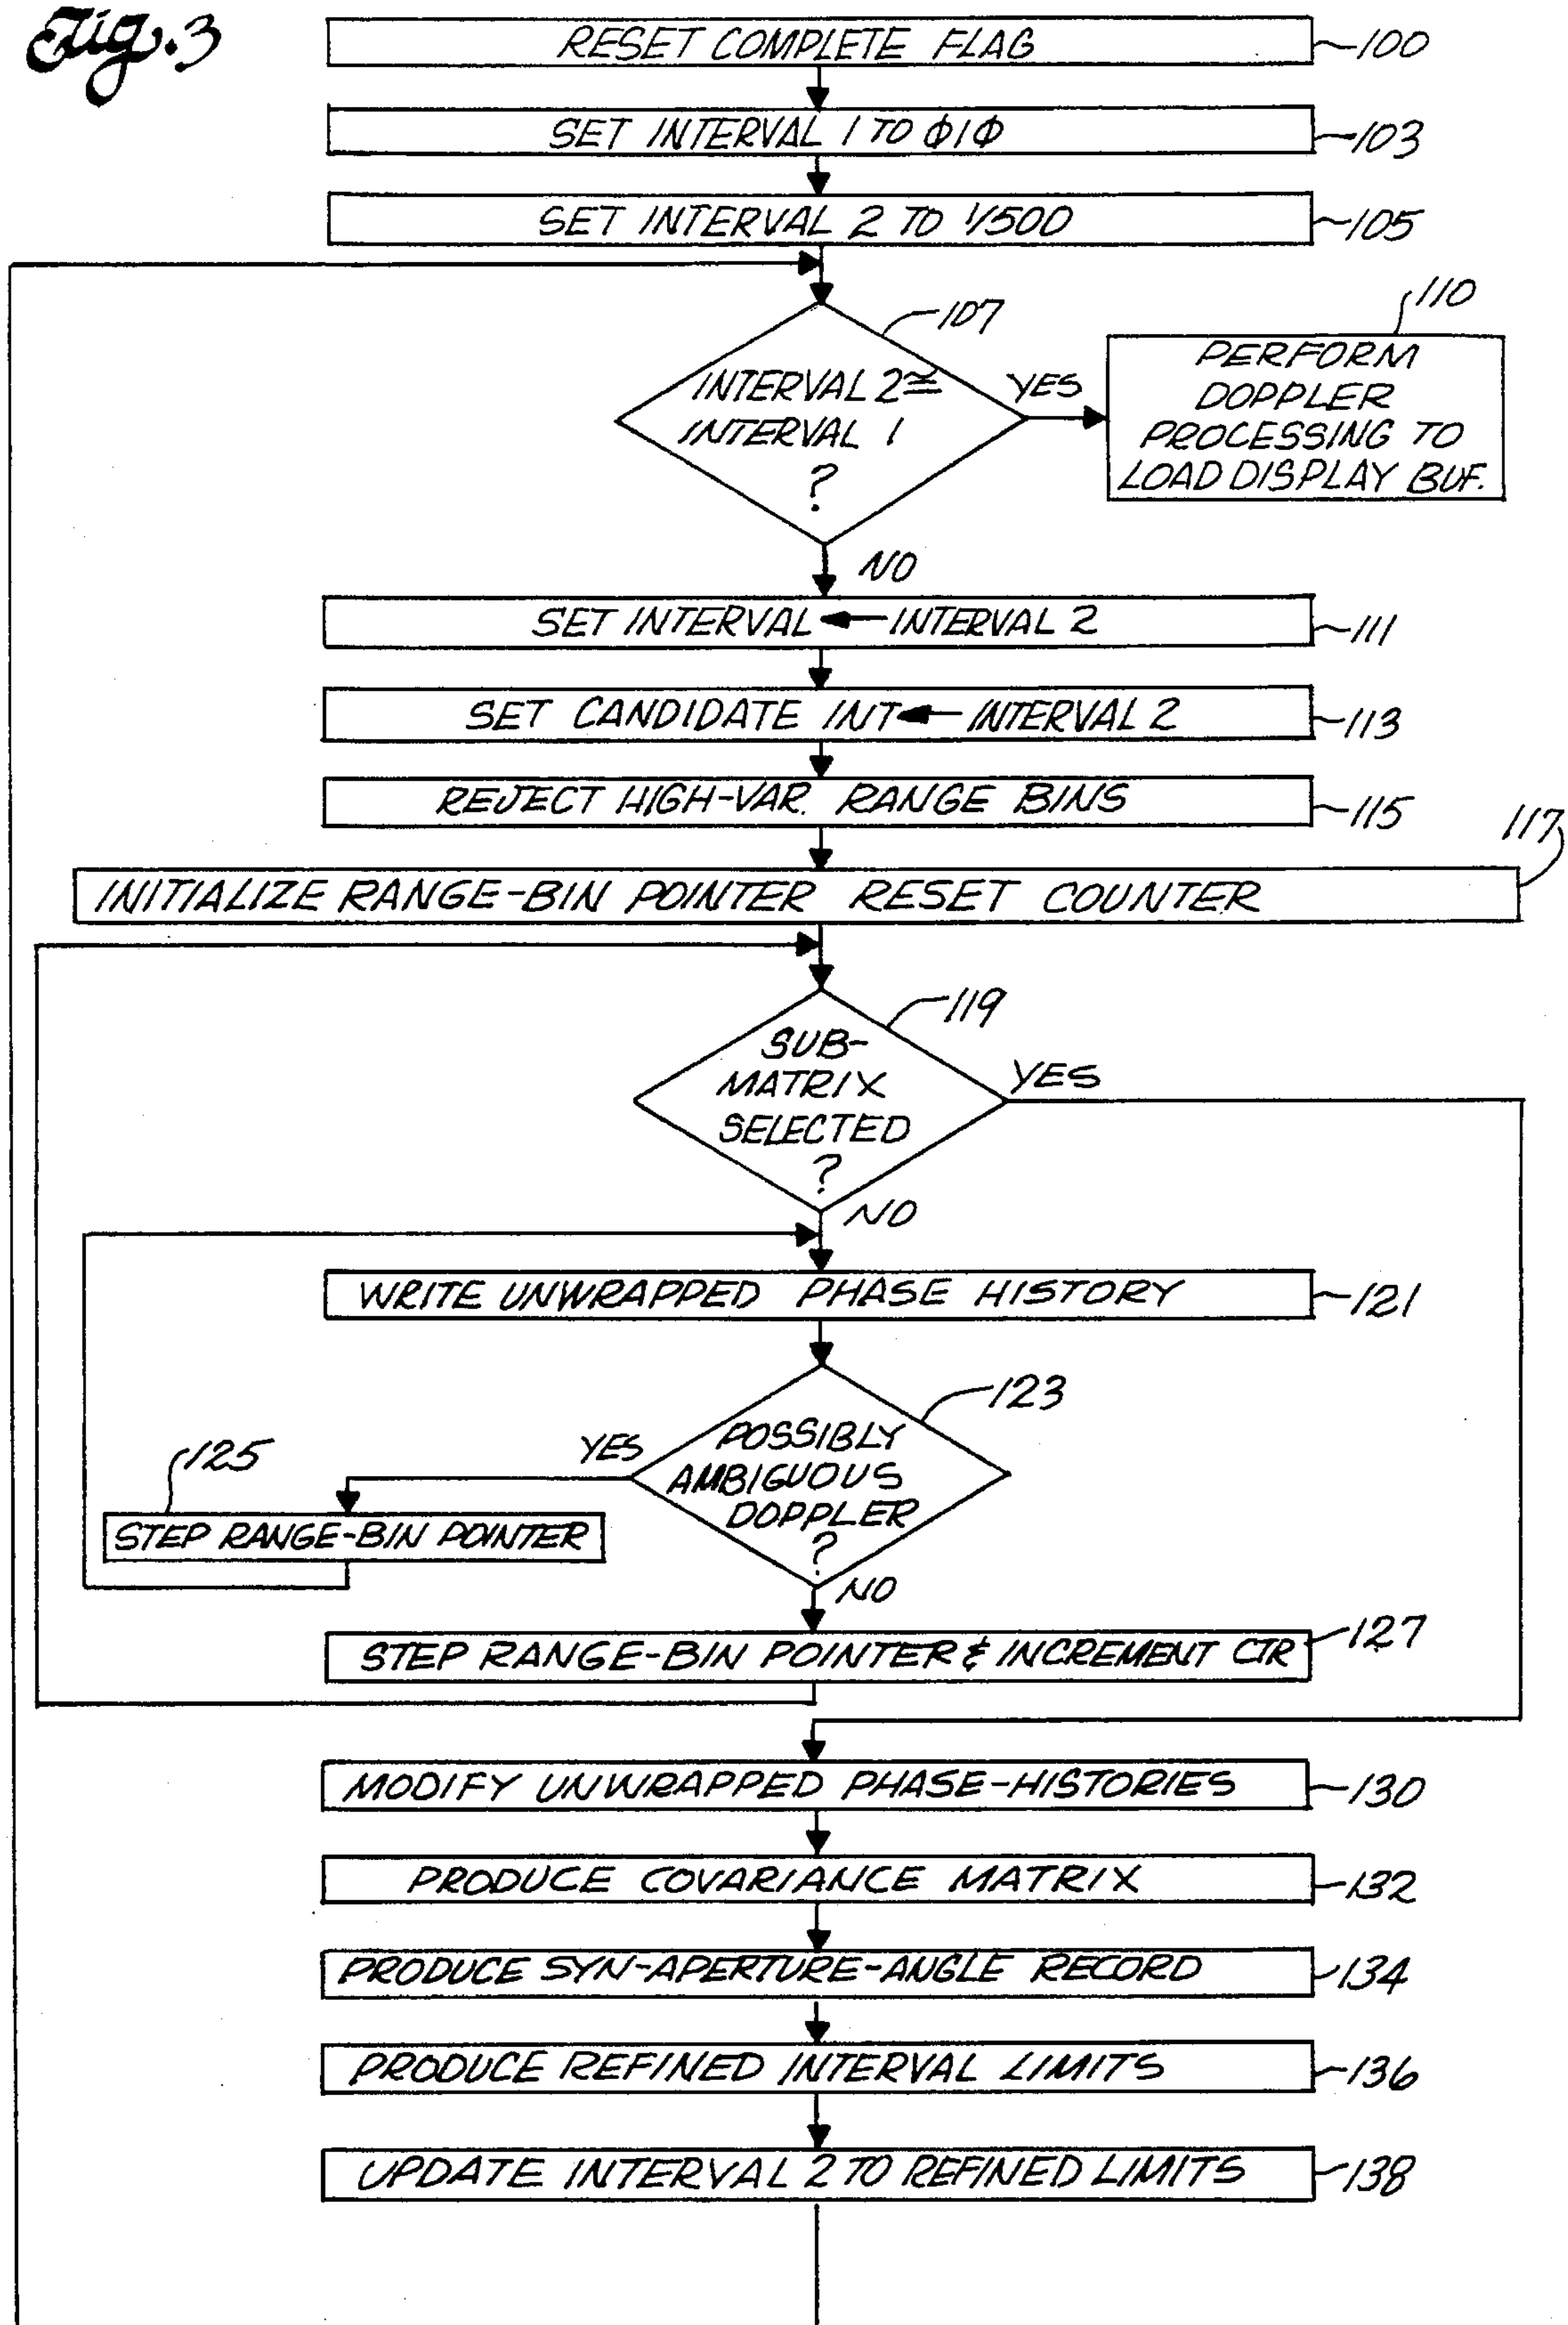 Fig. 3
RESET COMPLETE FLAG
100
SET INTERVAL 1 TO φ1φ
103
SET INTERVAL 2 TO 1/500
105
107
INTERVAL 2 ≅
INTERVAL 1
?
YES
110
PERFORM
DOPPLER
PROCESSING TO
LOAD DISPLAY BUF.
NO
SET INTERVAL ← INTERVAL 2
111
SET CANDIDATE INT ← INTERVAL 2
113
REJECT HIGH-VAR. RANGE BINS
115
117
INITIALIZE RANGE-BIN POINTER RESET COUNTER
119
SUB-
MATRIX
SELECTED
?
YES
NO
WRITE UNWRAPPED PHASE HISTORY
121
123
POSSIBLY
AMBIGUOUS
DOPPLER
?
YES
125
STEP RANGE-BIN POINTER
NO
STEP RANGE-BIN POINTER & INCREMENT CTR
127
MODIFY UNWRAPPED PHASE-HISTORIES
130
PRODUCE COVARIANCE MATRIX
132
PRODUCE SYN-APERTURE-ANGLE RECORD
134
PRODUCE REFINED INTERVAL LIMITS
136
UPDATE INTERVAL 2 TO REFINED LIMITS
138